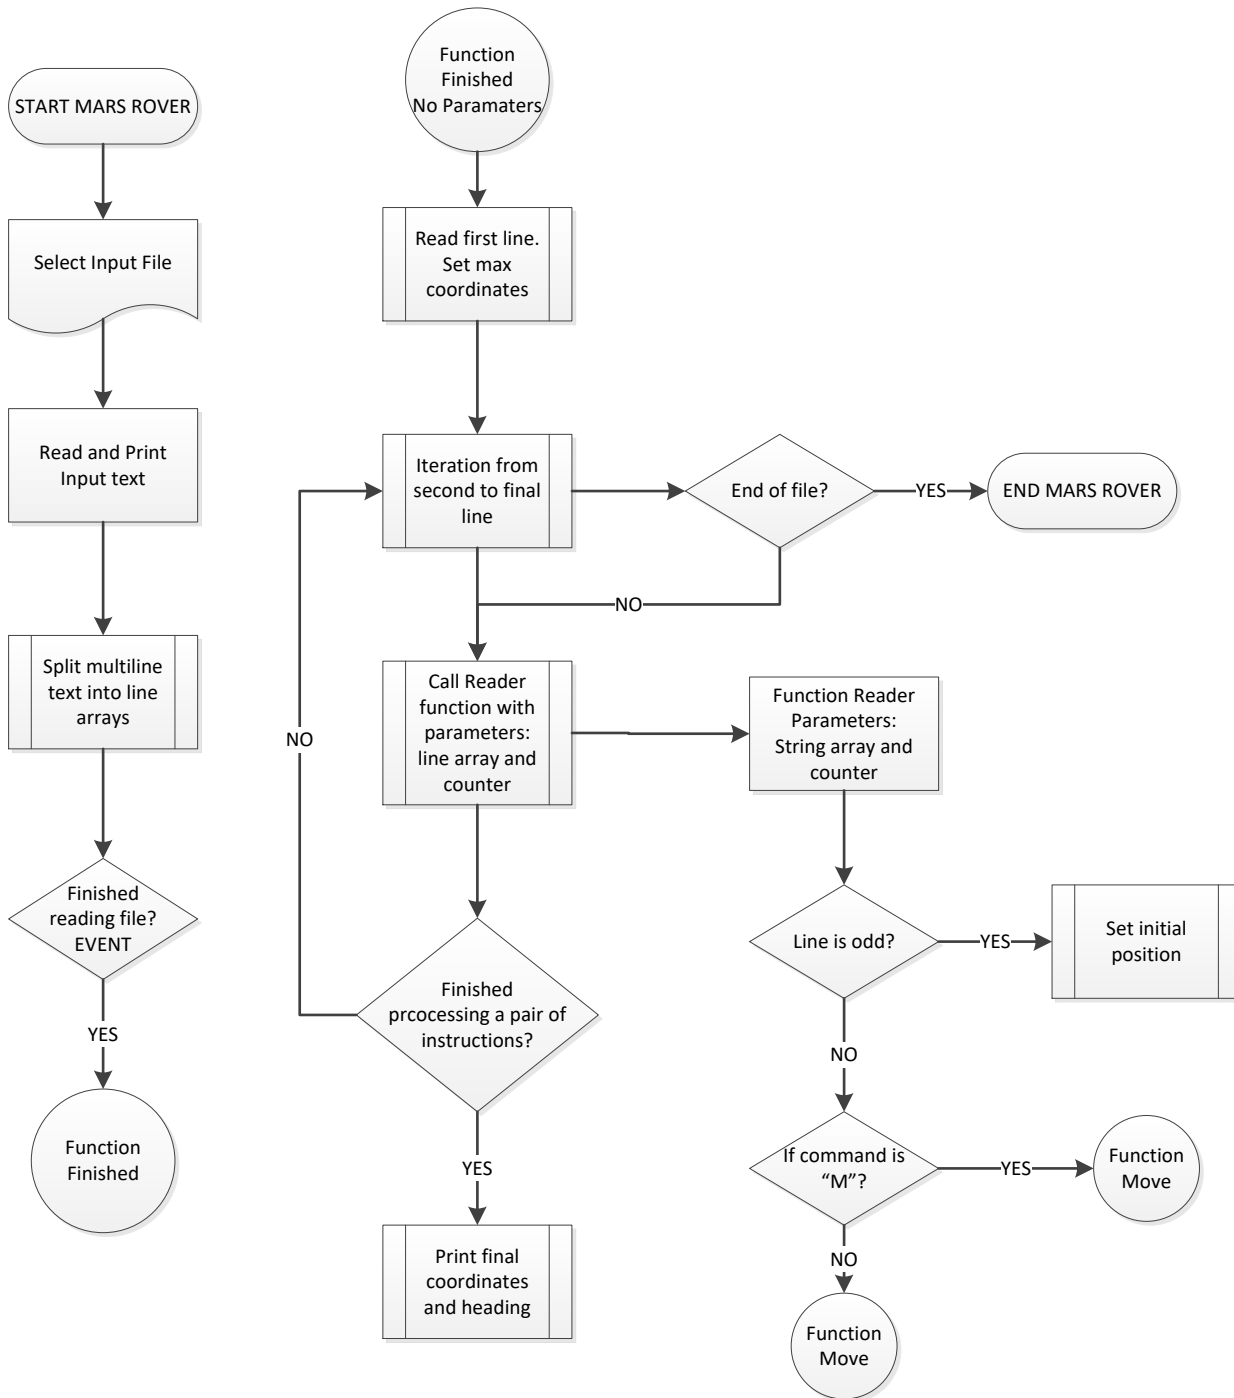 START MARS ROVER
Select Input File
Read and Print
Input text
Split multiline
text into line
arrays
Finished
reading file?
EVENT
YES
Function
Finished
Function
Finished
No Paramaters
Read first line.
Set max
coordinates
Iteration from
second to final
line
End of file?
YES
END MARS ROVER
NO
Call Reader
function with
parameters:
line array and
counter
NO
Finished
prcocessing a pair of
instructions?
YES
Print final
coordinates
and heading
Function Reader
Parameters:
String array and
counter
Line is odd?
YES
Set initial
position
NO
If command is
“M”?
YES
Function
Move
NO
Function
Move